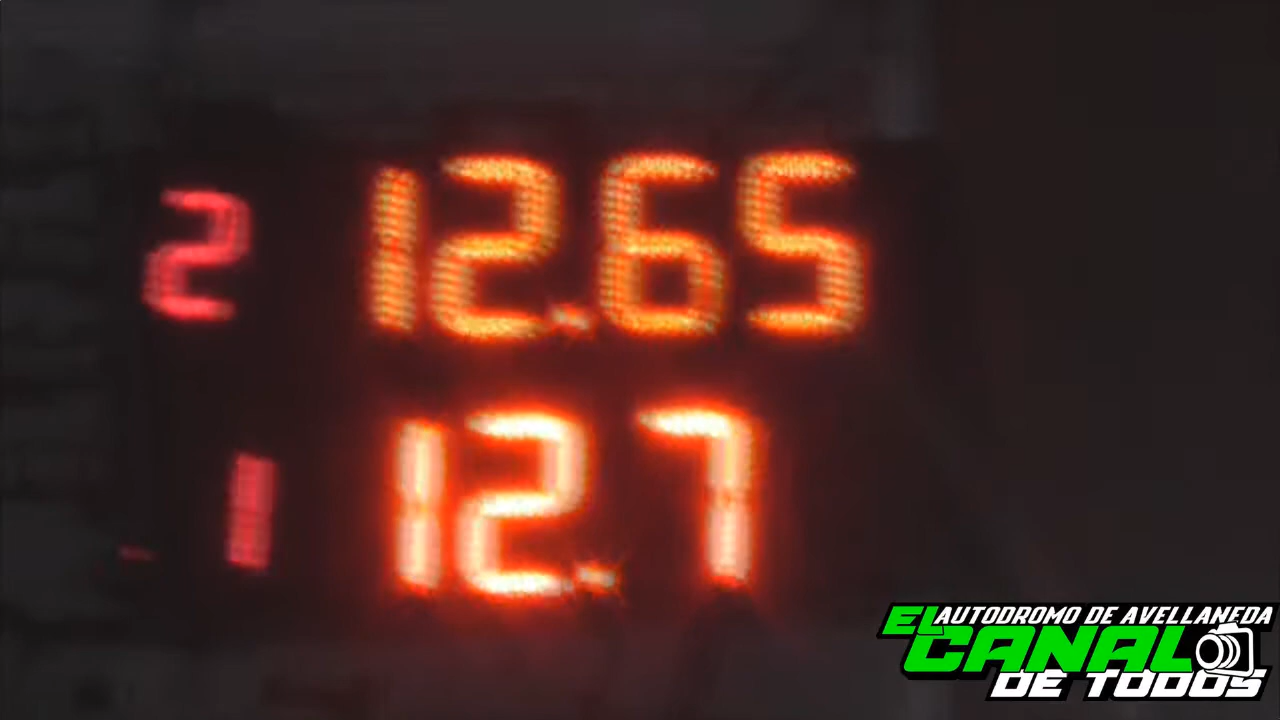 2 12.65
1 12.7
EL AUTODROMO DE AVELLANEDA
CANAL
DE TODOS